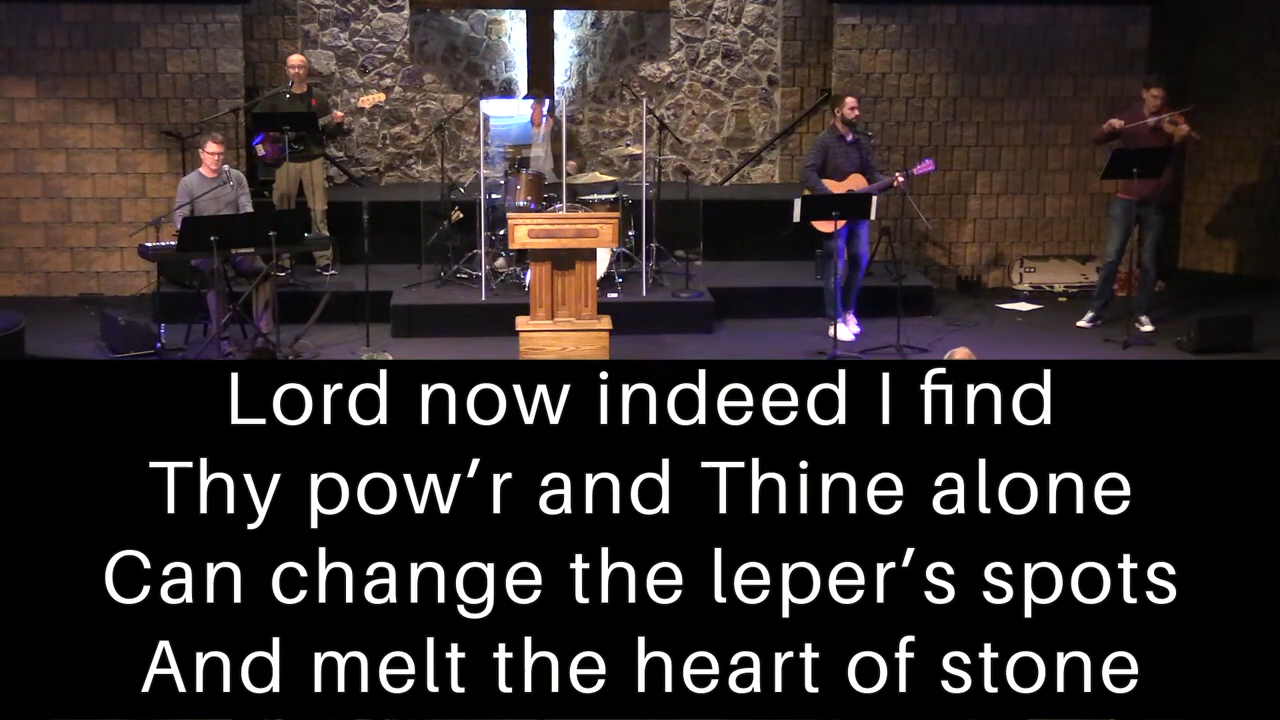 Lord now indeed I find
Thy pow’r and Thine alone
Can change the leper’s spots
And melt the heart of stone